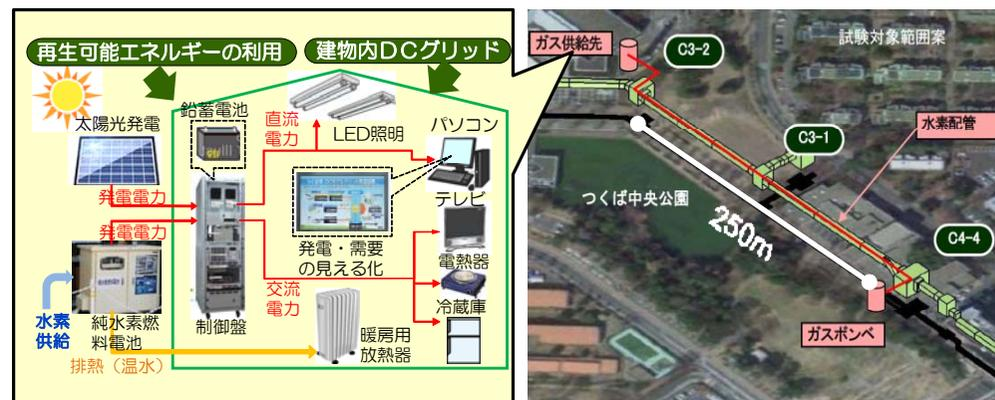 再生可能エネルギーの利用
建物内DCグリッド
太陽光発電
鉛蓄電池
直流
電力
LED照明
パソコン
テレビ
発電電力
発電電力
発電・需要
の見える化
電熱器
冷蔵庫
交流
電力
水素
供給
純水素燃
料電池
制御盤
暖房用
放熱器
排熱（温水）
ガス供給先
C3-2
試験対象範囲案
C3-1
水素配管
つくば中央公園
250m
C4-4
ガスボンベ